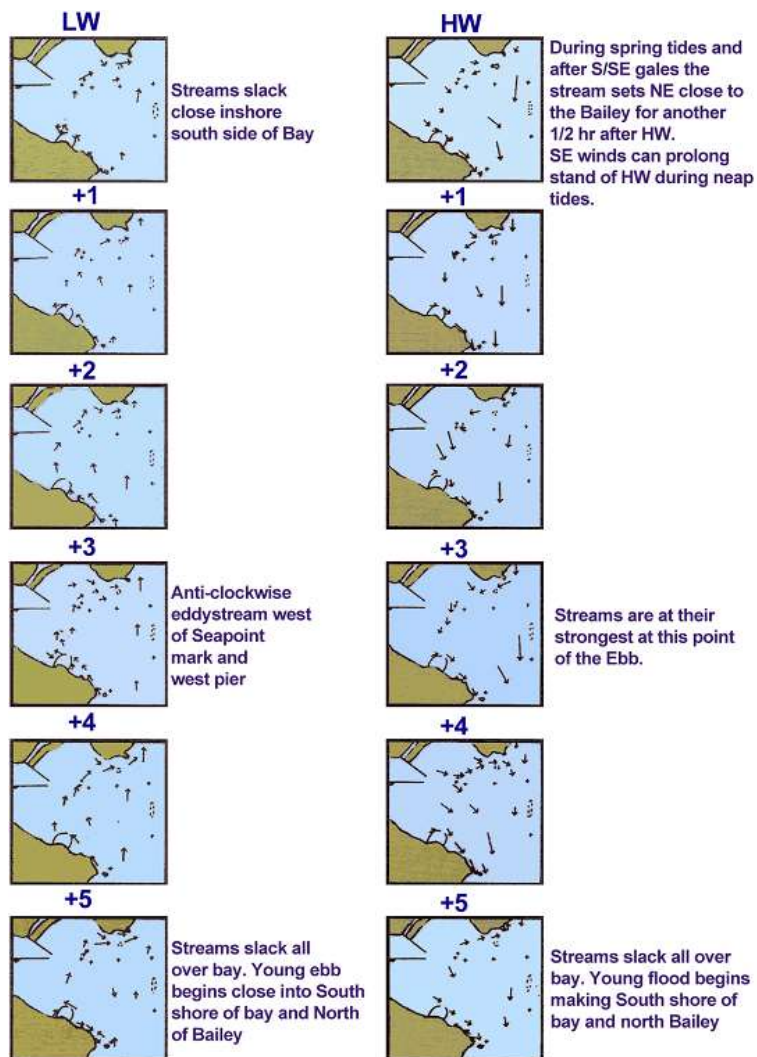 LW
Streams slack
close inshore
south side of Bay
+1
+2
+3
Anti-clockwise
eddystream west
of Seapoint
mark and
west pier
+4
+5
Streams slack all
over bay. Young ebb
begins close into South
shore of bay and North
of Bailey
HW
During spring tides and
after S/SE gales the
stream sets NE close to
the Bailey for another
1/2 hr after HW.
SE winds can prolong
stand of HW during neap
tides.
+1
+2
+3
Streams are at their
strongest at this point
of the Ebb.
+4
+5
Streams slack all over
bay. Young flood begins
making South shore of
bay and north Bailey